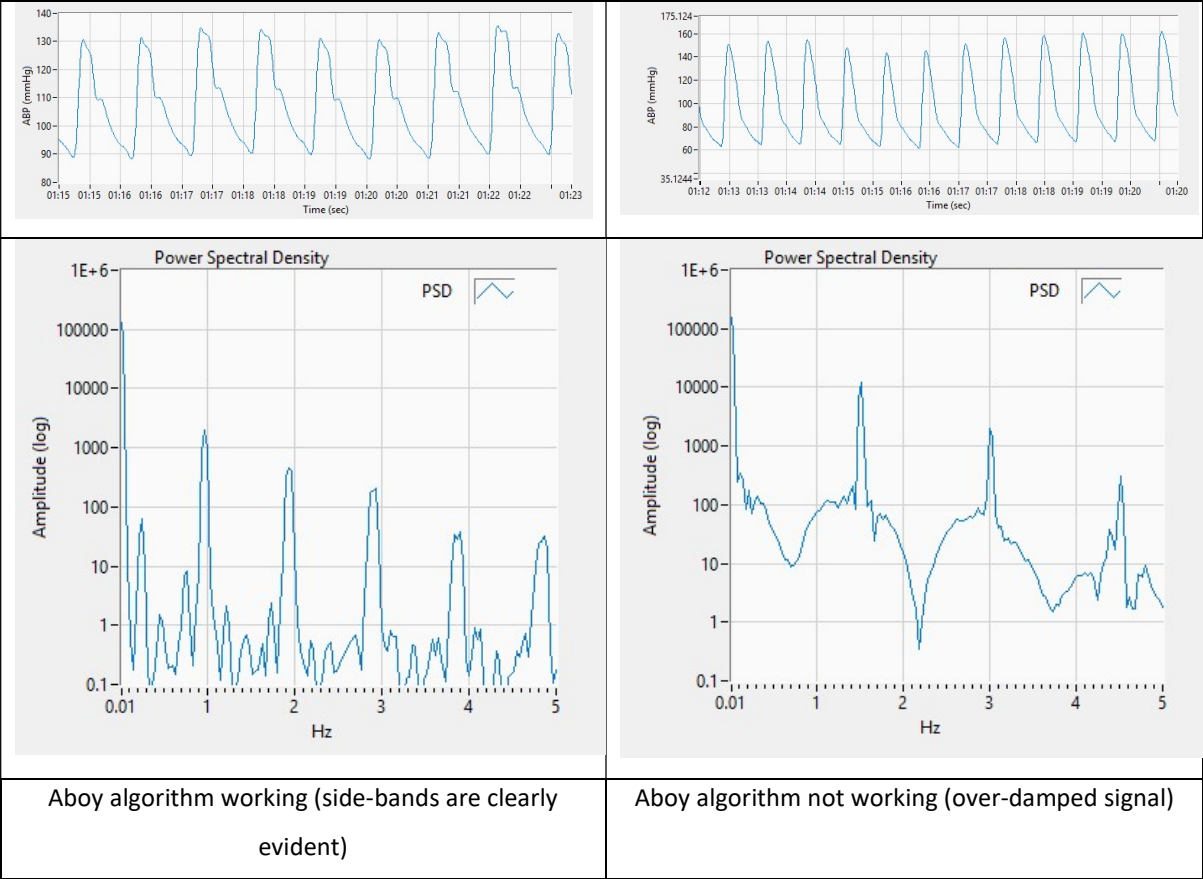 140
130
120
110
100
90
80
ABP (mmHg)
01:15 01:15 01:16 01:16 01:17 01:17 01:18 01:18 01:19 01:20 01:20 01:20 01:21 01:21 01:22 01:22 01:23
Time (sec)
175.124
160
140
120
100
80
60
35.1244
ABP (mmHg)
01:12 01:13 01:13 01:14 01:14 01:15 01:15 01:16 01:16 01:17 01:17 01:18 01:18 01:19 01:19 01:20 01:20
Time (sec)
Power Spectral Density
PSD
1E+6
100000
10000
1000
100
10
1
0.1
Amplitude (log)
0.01 1 2 3 4 5
Hz
Power Spectral Density
PSD
1E+6
100000
10000
1000
100
10
1
0.1
Amplitude (log)
0.01 1 2 3 4 5
Hz
Aboy algorithm working (side-bands are clearly
evident)
Aboy algorithm not working (over-damped signal)